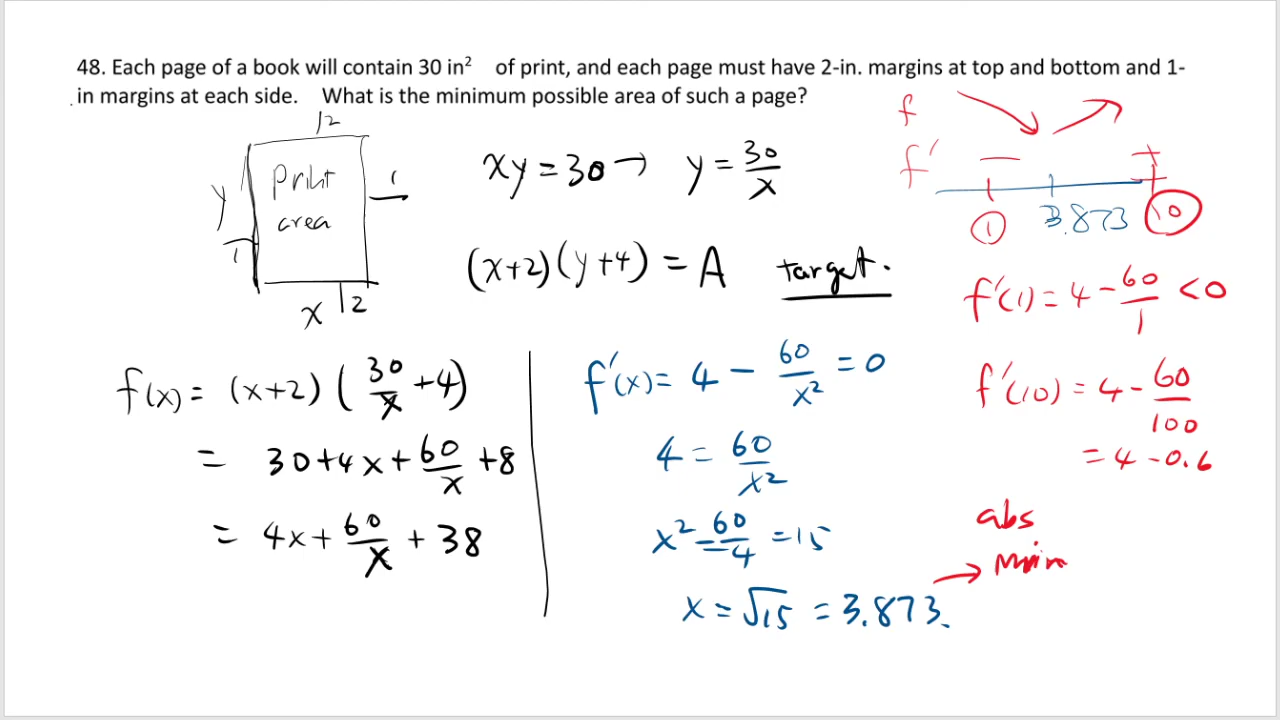 48. Each page of a book will contain 30 in² of print, and each page must have 2-in. margins at top and bottom and 1-
in margins at each side. What is the minimum possible area of such a page?
2
Print
area
y
1
1
x
2
xy = 30 → y = 30/x
(x+2)(y+4) = A target.
f(x) = (x+2)(30/x +4)
= 30+4x+60/x +8
= 4x+60/x + 38
f'(x) = 4 - 60/x² = 0
4 = 60/x²
x² = 60/4 = 15
x = √15 = 3.873.
f
f' — +
1 3.873 10
f'(1) = 4 - 60/1 < 0
f'(10) = 4 - 60/100
= 4 - 0.6
abs
→ min